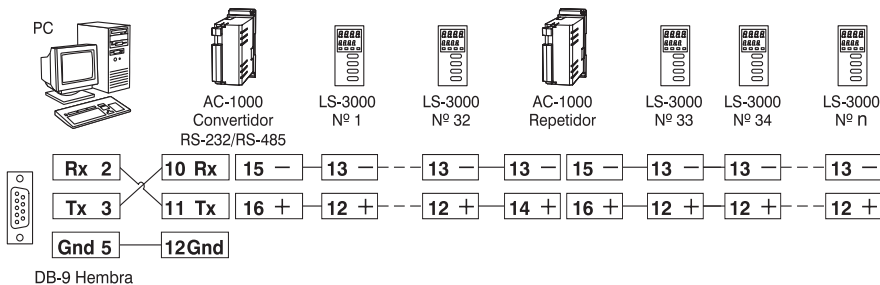 PC
AC-1000
Convertidor
RS-232/RS-485
LS-3000
Nº 1
LS-3000
Nº 32
AC-1000
Repetidor
LS-3000
Nº 33
LS-3000
Nº 34
LS-3000
Nº n
Rx 2
10 Rx
15 −
13 −
13 −
13 −
15 −
13 −
13 −
13 −
Tx 3
11 Tx
16 +
12 +
12 +
14 +
16 +
12 +
12 +
12 +
Gnd 5
12Gnd
DB-9 Hembra